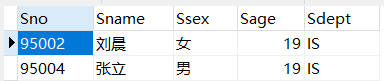 Sno Sname Ssex Sage Sdept
95002 刘晨 女 19 IS
95004 张立 男 19 IS